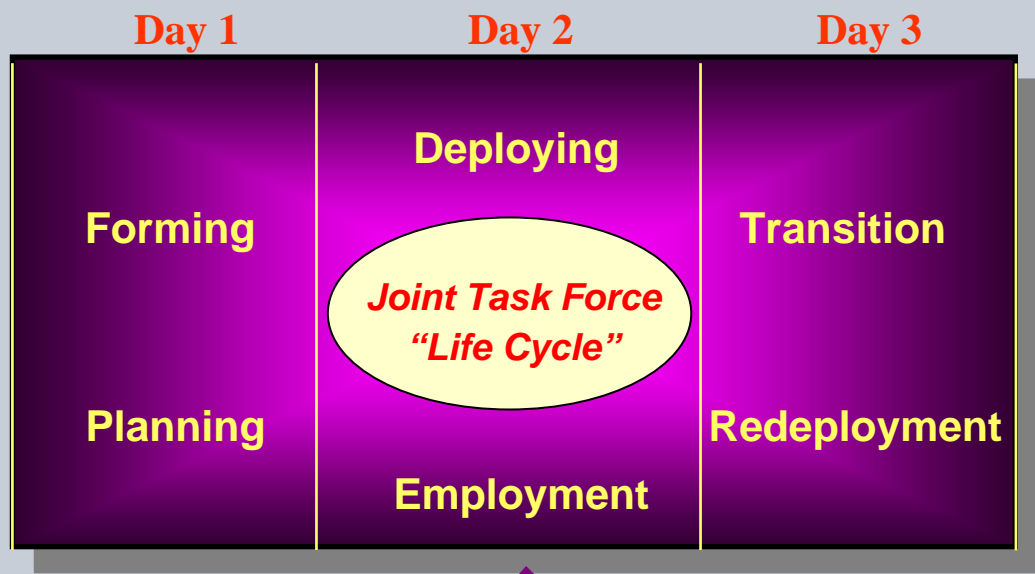 Day 1 Day 2 Day 3
Deploying
Forming
Transition
Joint Task Force
“Life Cycle”
Planning
Redeployment
Employment